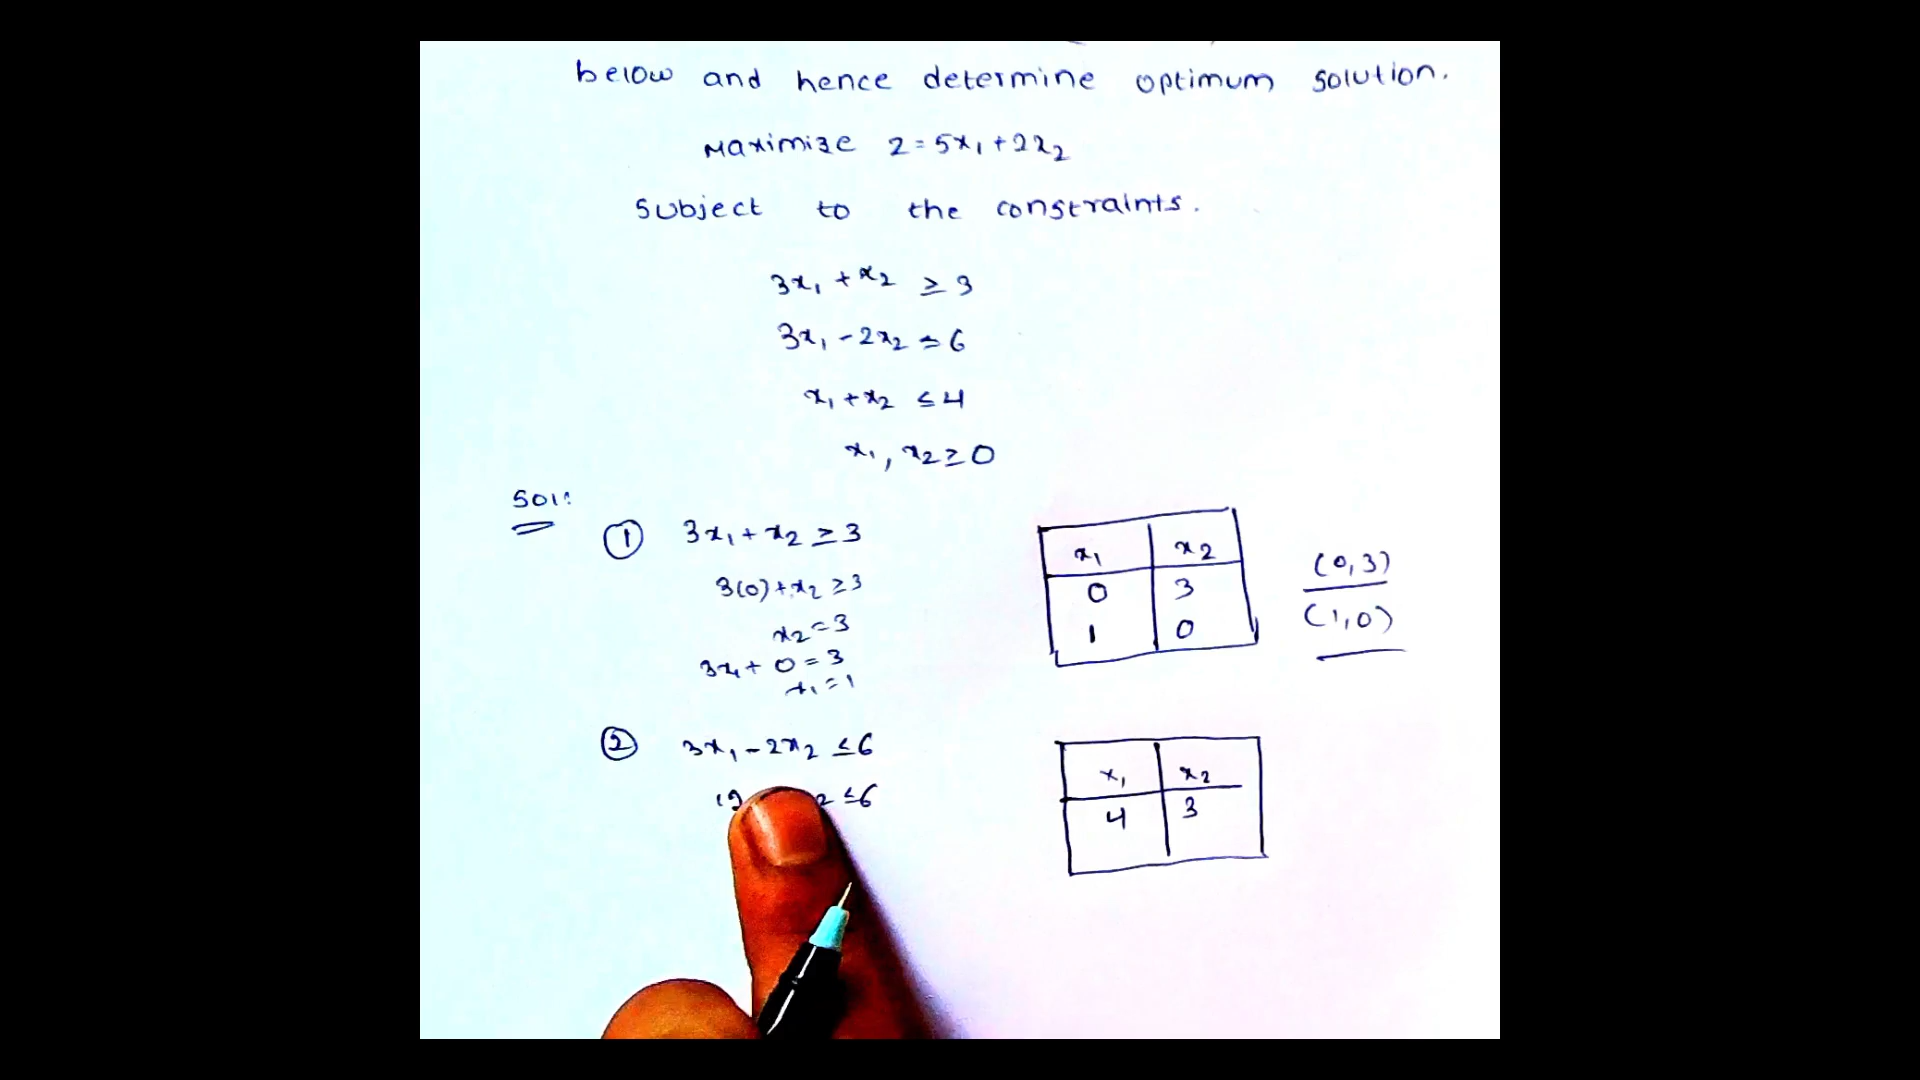 below and hence determine optimum solution.
Maximize Z = 5x₁ + 2x₂
Subject to the constraints.
3x₁ + x₂ ≥ 3
3x₁ - 2x₂ ≤ 6
x₁ + x₂ ≤ 4
x₁, x₂ ≥ 0
Sol:
① 3x₁ + x₂ ≥ 3
3(0) + x₂ ≥ 3
x₂ = 3
3x₁ + 0 = 3
x₁ = 1
x₁ x₂
0 3
1 0
(0,3)
(1,0)
② 3x₁ - 2x₂ ≤ 6
2 ≤ 6
x₁ x₂
4 3